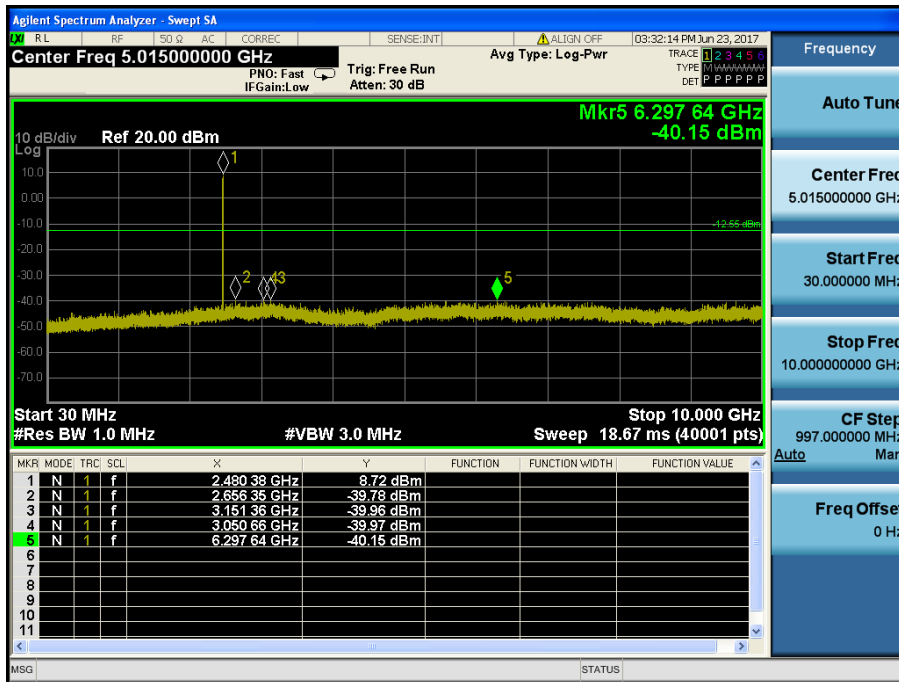 Agilent Spectrum Analyzer - Swept SA
LXI RL RF 50 Ω AC CORREC SENSE:INT ALIGN OFF 03:32:14 PM Jun 23, 2017
Center Freq 5.015000000 GHz
PNO: Fast
IFGain:Low
Trig: Free Run
Atten: 30 dB
Avg Type: Log-Pwr
TRACE 1 2 3 4 5 6
TYPE M WWWWW
DET P P P P P P
Mkr5 6.297 64 GHz
-40.15 dBm
10 dB/div Ref 20.00 dBm
Log
10.0
0.00
-10.0
-20.0
-30.0
-40.0
-50.0
-60.0
-70.0
1
-12.55 dBm
2
43
5
Start 30 MHz Stop 10.000 GHz
#Res BW 1.0 MHz #VBW 3.0 MHz Sweep 18.67 ms (40001 pts)
MKR MODE TRC SCL X Y FUNCTION FUNCTION WIDTH FUNCTION VALUE
1 N 1 f 2.480 38 GHz 8.72 dBm
2 N 1 f 2.656 35 GHz -39.78 dBm
3 N 1 f 3.151 36 GHz -39.96 dBm
4 N 1 f 3.050 66 GHz -39.97 dBm
5 N 1 f 6.297 64 GHz -40.15 dBm
6
7
8
9
10
11
MSG STATUS
Frequency
Auto Tune
Center Freq
5.015000000 GHz
Start Freq
30.000000 MHz
Stop Freq
10.000000000 GHz
CF Step
997.000000 MHz
Auto Man
Freq Offset
0 Hz